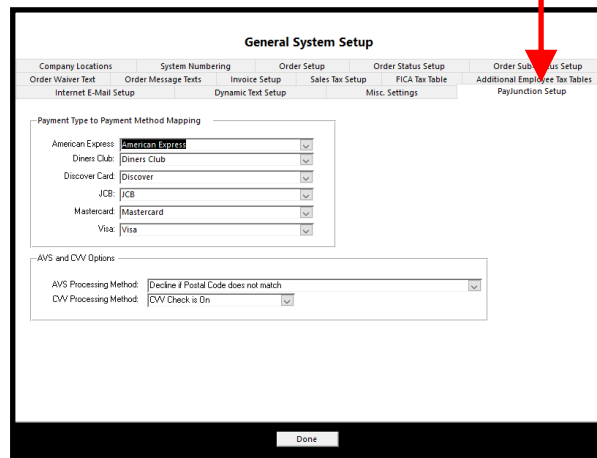 General System Setup
Company Locations System Numbering Order Setup Order Status Setup Order Sub Status Setup
Order Waiver Text Order Message Texts Invoice Setup Sales Tax Setup FICA Tax Table Additional Employee Tax Tables
Internet E-Mail Setup Dynamic Text Setup Misc. Settings PayJunction Setup
Payment Type to Payment Method Mapping
American Express American Express
Diners Club: Diners Club
Discover Card: Discover
JCB: JCB
Mastercard: Mastercard
Visa: Visa
AVS and CVV Options
AVS Processing Method: Decline if Postal Code does not match
CVV Processing Method: CVV Check is On
Done